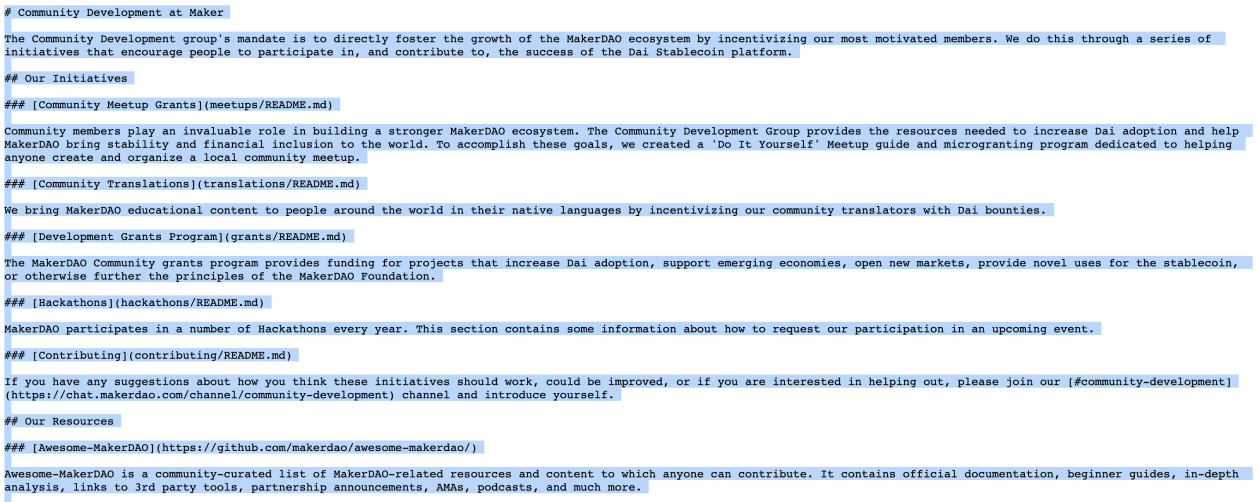 # Community Development at Maker
The Community Development group's mandate is to directly foster the growth of the MakerDAO ecosystem by incentivizing our most motivated members. We do this through a series of
initiatives that encourage people to participate in, and contribute to, the success of the Dai Stablecoin platform.
## Our Initiatives
### [Community Meetup Grants](meetups/README.md)
Community members play an invaluable role in building a stronger MakerDAO ecosystem. The Community Development Group provides the resources needed to increase Dai adoption and help
MakerDAO bring stability and financial inclusion to the world. To accomplish these goals, we created a 'Do It Yourself' Meetup guide and microgranting program dedicated to helping
anyone create and organize a local community meetup.
### [Community Translations](translations/README.md)
We bring MakerDAO educational content to people around the world in their native languages by incentivizing our community translators with Dai bounties.
### [Development Grants Program](grants/README.md)
The MakerDAO Community grants program provides funding for projects that increase Dai adoption, support emerging economies, open new markets, provide novel uses for the stablecoin,
or otherwise further the principles of the MakerDAO Foundation.
### [Hackathons](hackathons/README.md)
MakerDAO participates in a number of Hackathons every year. This section contains some information about how to request our participation in an upcoming event.
### [Contributing](contributing/README.md)
If you have any suggestions about how you think these initiatives should work, could be improved, or if you are interested in helping out, please join our [#community-development]
(https://chat.makerdao.com/channel/community-development) channel and introduce yourself.
## Our Resources
### [Awesome-MakerDAO](https://github.com/makerdao/awesome-makerdao/)
Awesome-MakerDAO is a community-curated list of MakerDAO-related resources and content to which anyone can contribute. It contains official documentation, beginner guides, in-depth
analysis, links to 3rd party tools, partnership announcements, AMAs, podcasts, and much more.